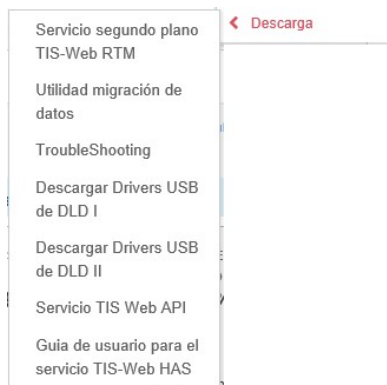 Descarga
Servicio segundo plano
TIS-Web RTM
Utilidad migración de
datos
TroubleShooting
Descargar Drivers USB
de DLD I
Descargar Drivers USB
de DLD II
Servicio TIS Web API
Guia de usuario para el
servicio TIS-Web HAS